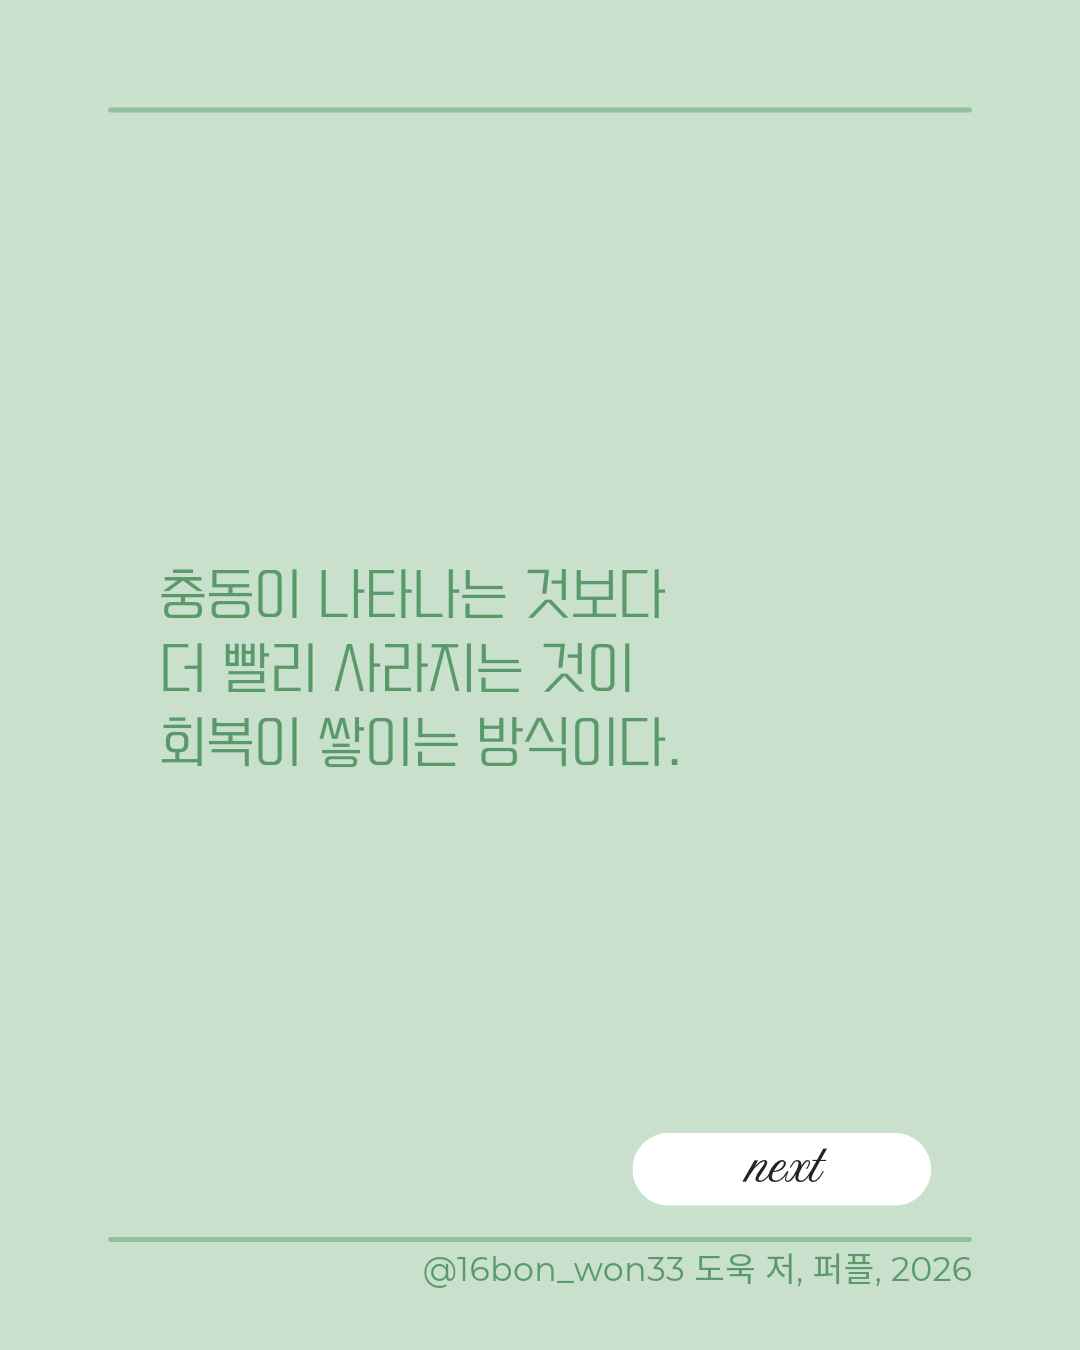 충동이 나타나는 것보다
더 빨리 사라지는 것이
회복이 쌓이는 방식이다.
next
@16bon_won33 도욱 저, 퍼플, 2026